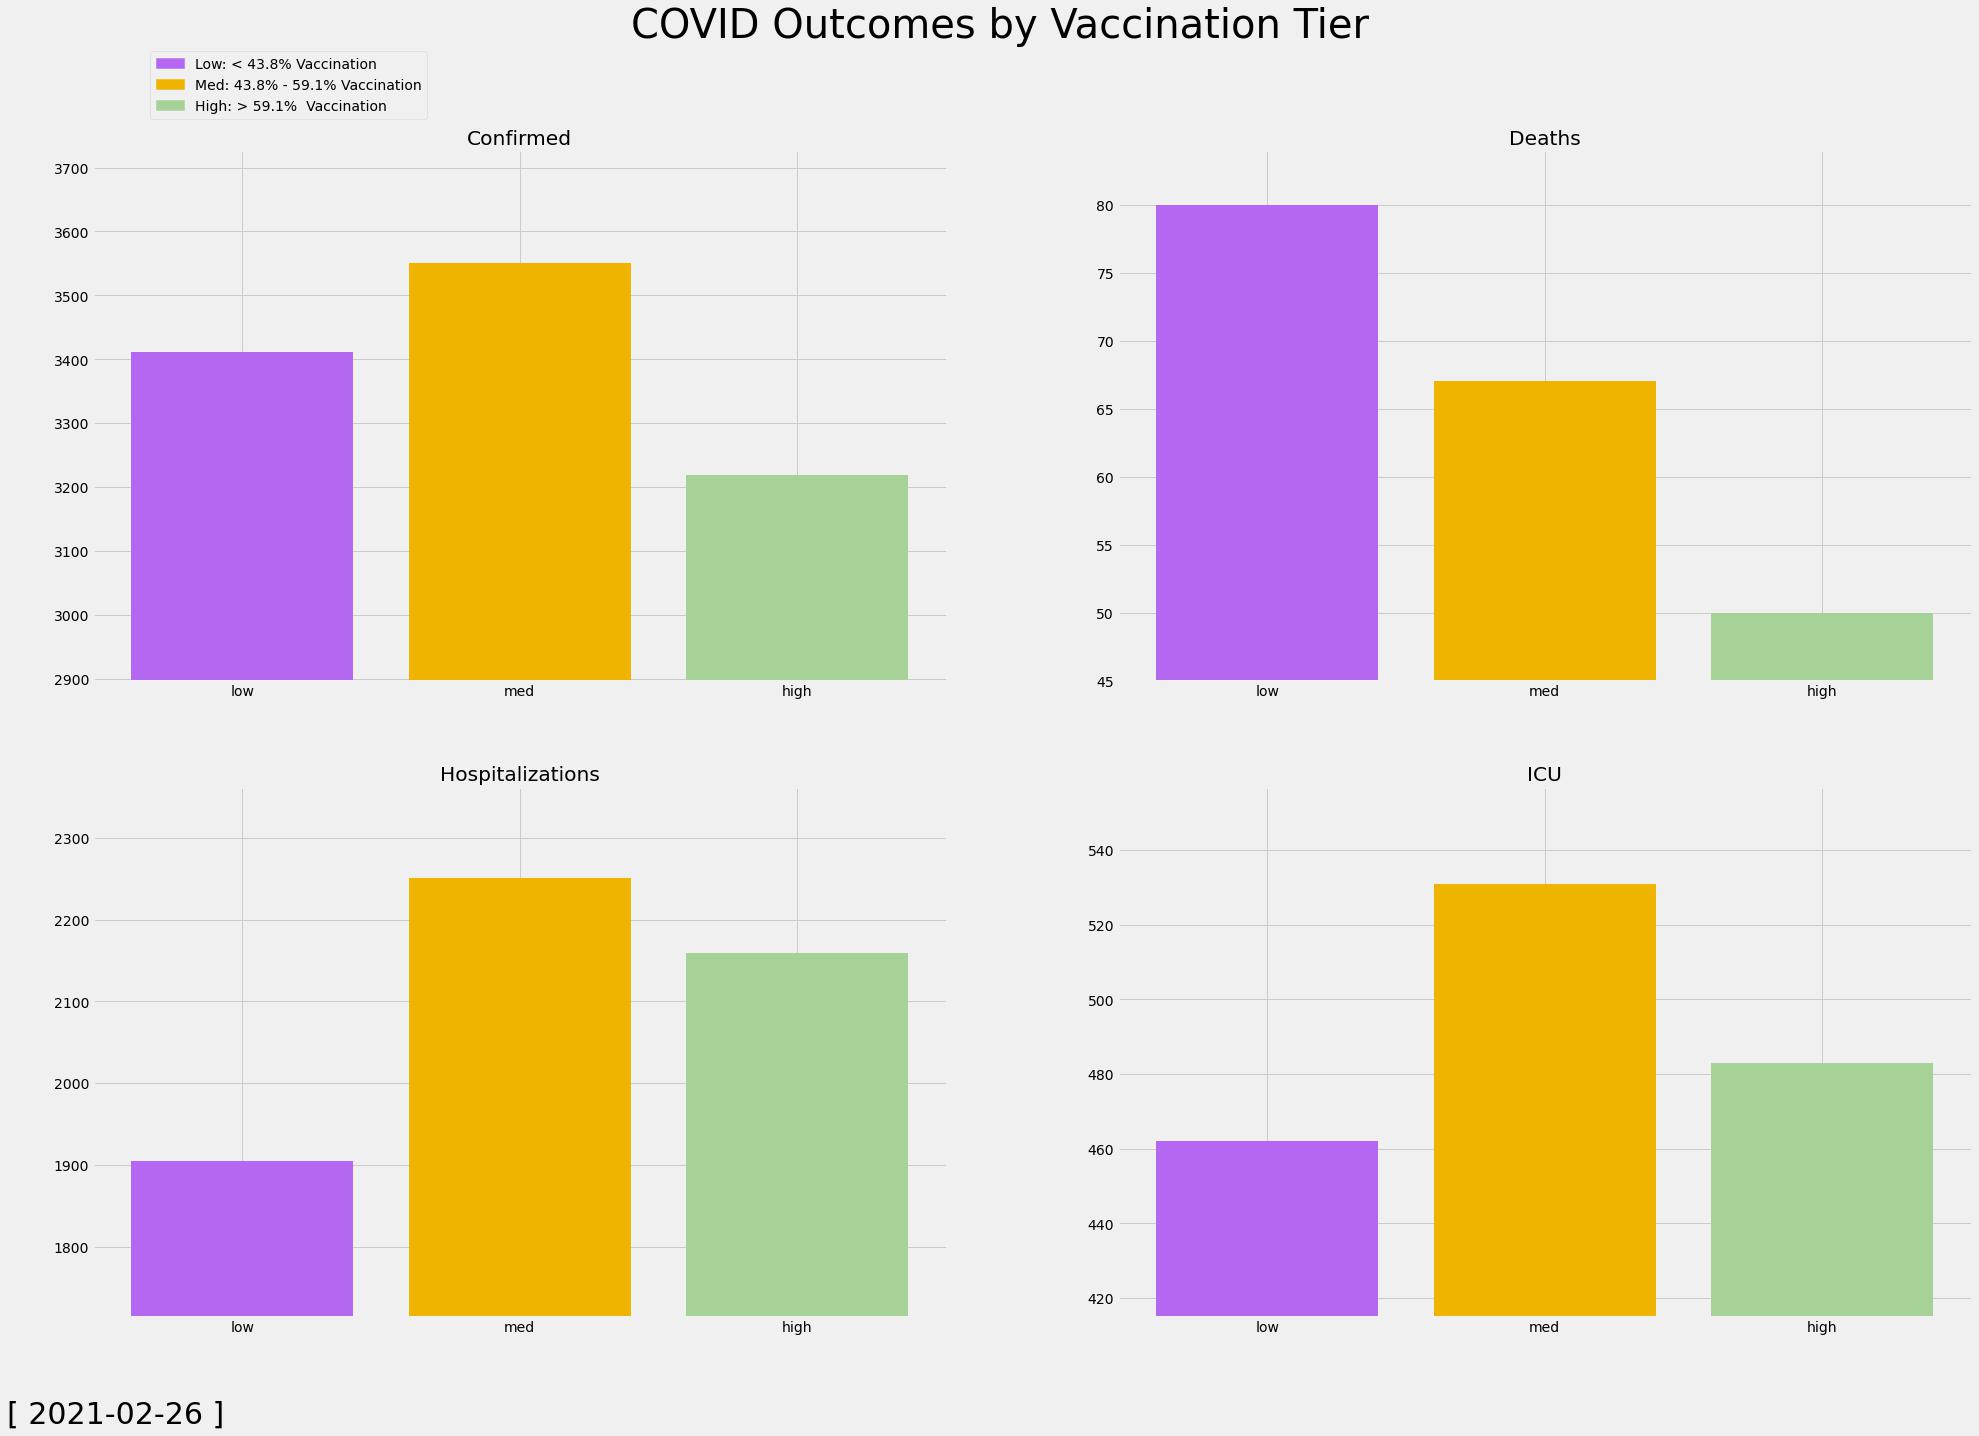 COVID Outcomes by Vaccination Tier
Low: < 43.8% Vaccination
Med: 43.8% - 59.1% Vaccination
High: > 59.1%  Vaccination
Confirmed
3700
3600
3500
3400
3300
3200
3100
3000
2900
low med high
Deaths
80
75
70
65
60
55
50
45
low med high
Hospitalizations
2300
2200
2100
2000
1900
1800
low med high
ICU
540
520
500
480
460
440
420
low med high
[ 2021-02-26 ]